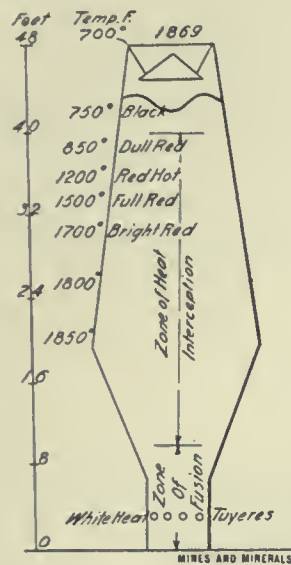 Feet Temp. F. 1869
48 700°
750° Black
40
850° Dull Red
1200° Red Hot
1500° Full Red
32
1700° Bright Red
Zone of Heat Interception
1800°
24
1850°
16
8
Zone Of Fusion
White Heat Tuyeres
0
MINES AND MINERALS